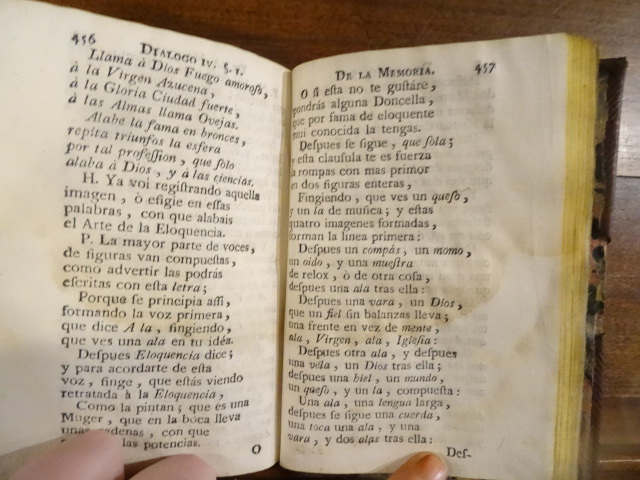 456
DIALOGO IV. §. I.
Llama à Dios Fuego amoroso,
à la Virgen Azucena,
à la Gloria Ciudad fuerte,
à las Almas llama Ovejas.
Alabe la fama en bronces,
repita triunfos la esfera
por tal profession, que solo
alaba à Dios, y à las ciencias.
H. Ya voi registrando aquella
imagen, ò efigie en essas
palabras, con que alabais
el Arte de la Eloquencia.
P. La mayor parte de voces,
de figuras van compuestas,
como advertir las podrás
escritas con esta letra;
Porque se principia assi,
formando la voz primera,
que dice A la, fingiendo,
que ves una ala en tu idéa.
Despues Eloquencia dice;
y para acordarte de esta
voz, finge, que estás viendo
retratada à la Eloquencia,
Como la pintan; que es una
Muger, que en la boca lleva
unas cadenas, con que
las potencias.
O
DE LA MEMORIA. 457
O si esta no te gustáre,
pondrás alguna Doncella,
que por fama de eloquente
mui conocida la tengas.
Despues se sigue, que sola;
y esta clausula te es fuerza
la rompas con mas primor
en dos figuras enteras,
Fingiendo, que ves un queso,
y un la de musica; y estas
quatro imagenes formadas,
forman la linea primera:
Despues un compás, un momo,
un oido, y una muestra
de relox, ò de otra cosa,
despues una ala tras ella:
Despues una vara, un Dios,
que un fiel sin balanzas lleva;
una frente en vez de mente,
ala, Virgen, ala, Iglesia:
Despues otra ala, y despues
una vela, un Dios tras ella;
despues una hiel, un mundo,
un queso, y un la, compuesta:
Una ala, una lengua larga,
despues se sigue una cuerda,
una toca una ala, y una
vara, y dos alas tras ella:
Des-